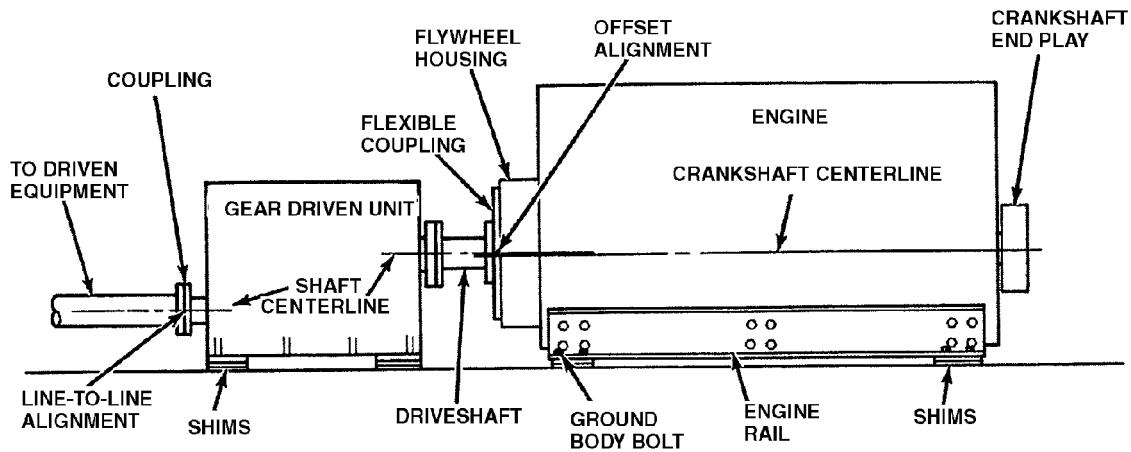 CRANKSHAFT
END PLAY
OFFSET
ALIGNMENT
FLYWHEEL
HOUSING
COUPLING
FLEXIBLE
COUPLING
ENGINE
TO DRIVEN
EQUIPMENT
CRANKSHAFT CENTERLINE
GEAR DRIVEN UNIT
SHAFT
CENTERLINE
LINE-TO-LINE
ALIGNMENT
SHIMS
DRIVESHAFT
GROUND
BODY BOLT
ENGINE
RAIL
SHIMS